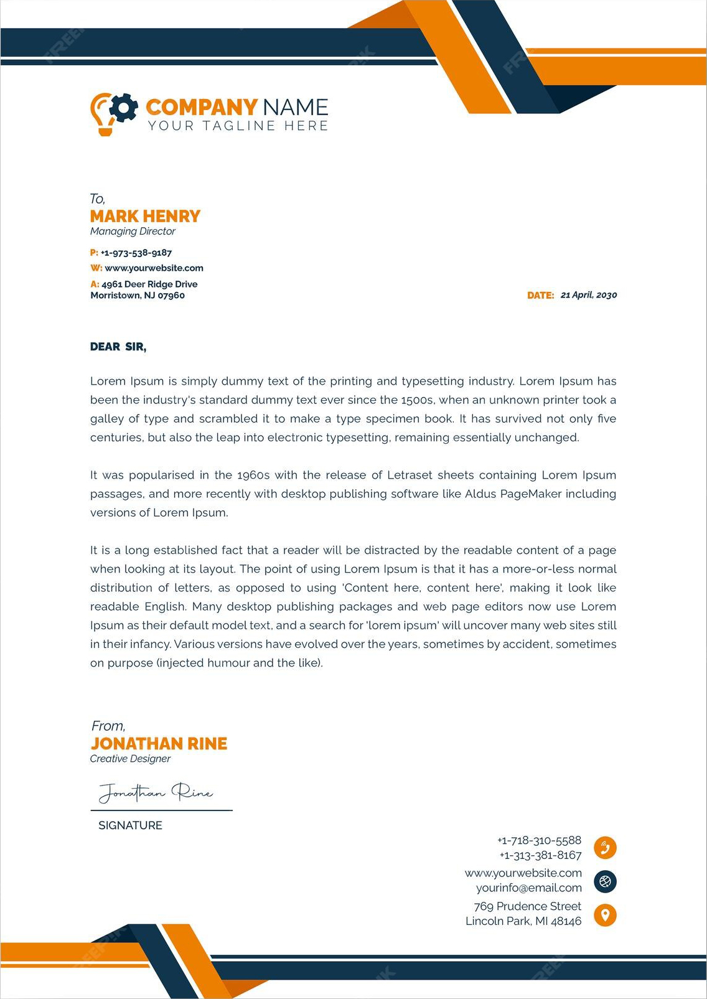 COMPANY NAME
YOUR TAGLINE HERE
To,
MARK HENRY
Managing Director
P: +1-973-538-9187
W: www.yourwebsite.com
A: 4961 Deer Ridge Drive
Morristown, NJ 07960
DATE: 21 April, 2030
DEAR SIR,
Lorem Ipsum is simply dummy text of the printing and typesetting industry. Lorem Ipsum has
been the industry's standard dummy text ever since the 1500s, when an unknown printer took a
galley of type and scrambled it to make a type specimen book. It has survived not only five
centuries, but also the leap into electronic typesetting, remaining essentially unchanged.
It was popularised in the 1960s with the release of Letraset sheets containing Lorem Ipsum
passages, and more recently with desktop publishing software like Aldus PageMaker including
versions of Lorem Ipsum.
It is a long established fact that a reader will be distracted by the readable content of a page
when looking at its layout. The point of using Lorem Ipsum is that it has a more-or-less normal
distribution of letters, as opposed to using 'Content here, content here', making it look like
readable English. Many desktop publishing packages and web page editors now use Lorem
Ipsum as their default model text, and a search for 'lorem ipsum' will uncover many web sites still
in their infancy. Various versions have evolved over the years, sometimes by accident, sometimes
on purpose (injected humour and the like).
From,
JONATHAN RINE
Creative Designer
Jonathan Rine
SIGNATURE
+1-718-310-5588
+1-313-381-8167
www.yourwebsite.com
yourinfo@email.com
769 Prudence Street
Lincoln Park, MI 48146